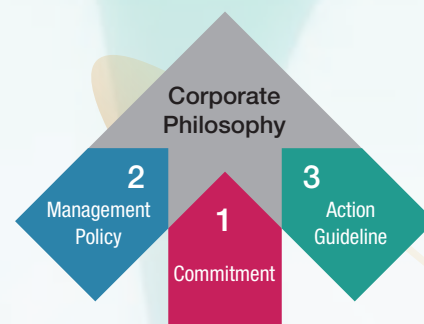 Corporate
Philosophy
2
Management
Policy
1
Commitment
3
Action
Guideline